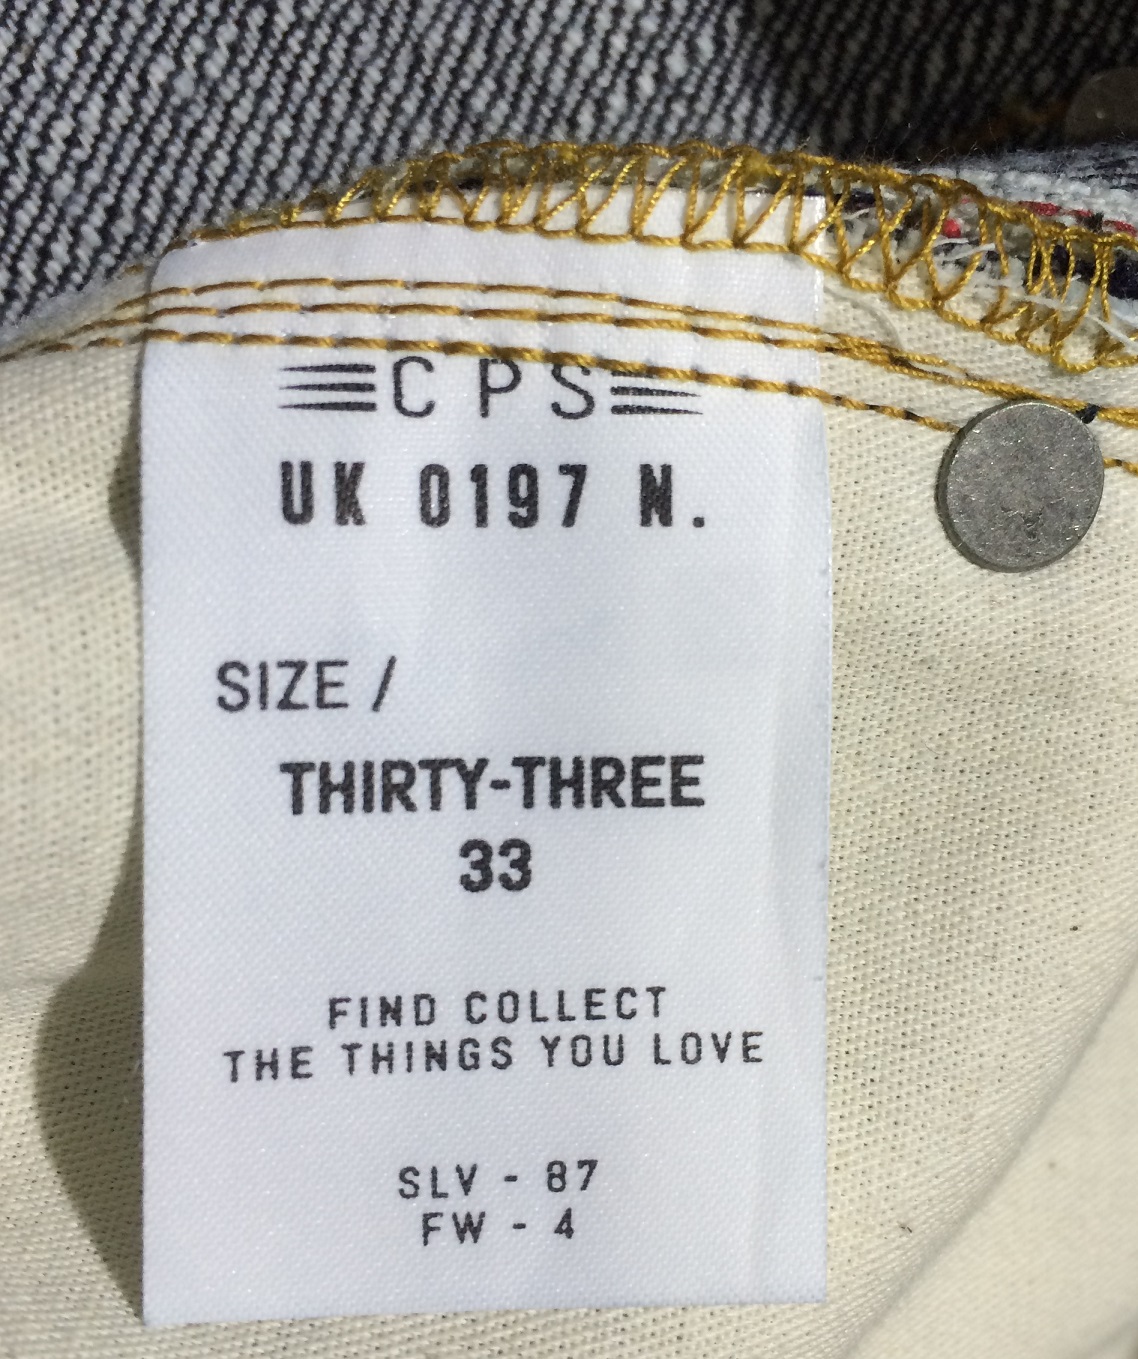 CPS
UK 0197 N.
SIZE /
THIRTY-THREE
33
FIND COLLECT
THE THINGS YOU LOVE
SLV - 87
FW - 4